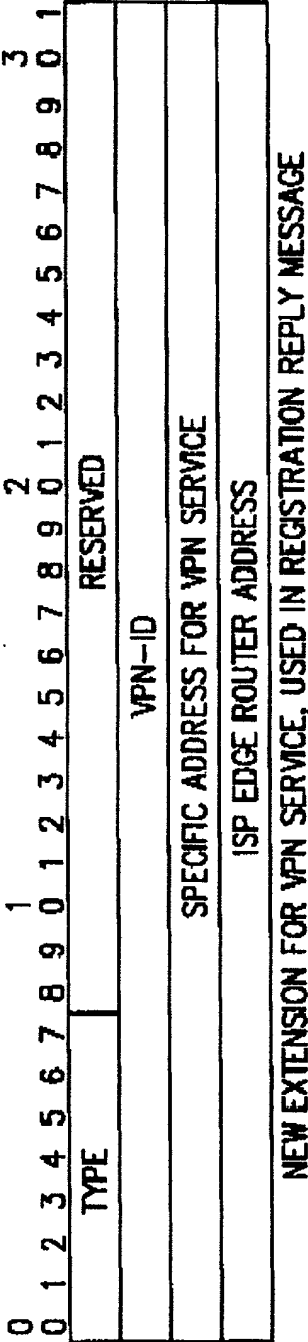 0 1 2 3
0 1 2 3 4 5 6 7 8 9 0 1 2 3 4 5 6 7 8 9 0 1 2 3 4 5 6 7 8 9 0 1
TYPE RESERVED
VPN-ID
SPECIFIC ADDRESS FOR VPN SERVICE
ISP EDGE ROUTER ADDRESS
NEW EXTENSION FOR VPN SERVICE, USED IN REGISTRATION REPLY MESSAGE